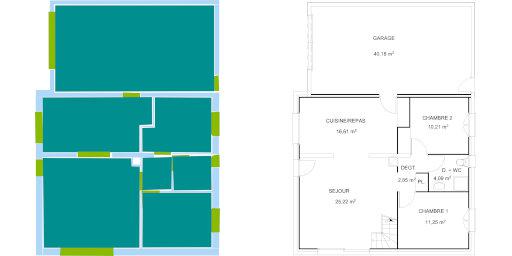 GARAGE
40,18 m²
CUISINE/REPAS
16,61 m²
CHAMBRE 2
10,21 m²
DEGT.
2,85 m²
D. + WC
4,09 m²
PL.
SEJOUR
25,22 m²
CHAMBRE 1
11,25 m²